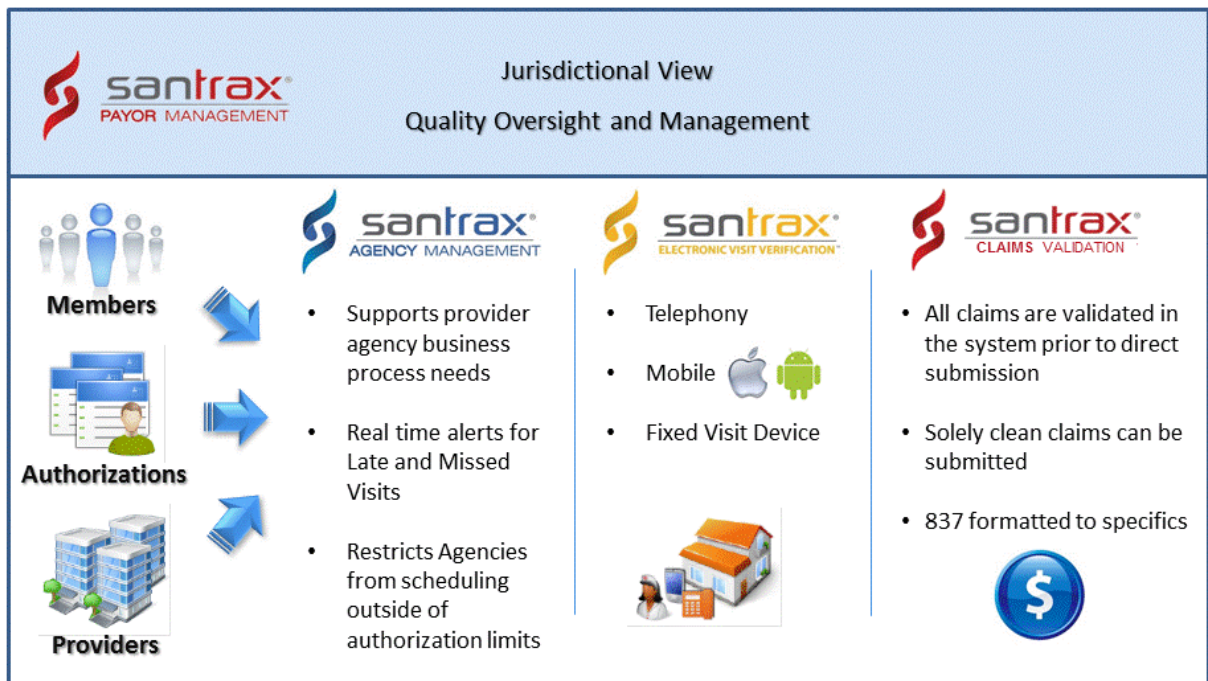 santrax®
PAYOR MANAGEMENT
Jurisdictional View
Quality Oversight and Management
Members
Authorizations
Providers
santrax®
AGENCY MANAGEMENT
• Supports provider
agency business
process needs
• Real time alerts for
Late and Missed
Visits
• Restricts Agencies
from scheduling
outside of
authorization limits
santrax®
ELECTRONIC VISIT VERIFICATION™
• Telephony
• Mobile
• Fixed Visit Device
santrax®
CLAIMS VALIDATION
• All claims are validated in
the system prior to direct
submission
• Solely clean claims can be
submitted
• 837 formatted to specifics
$